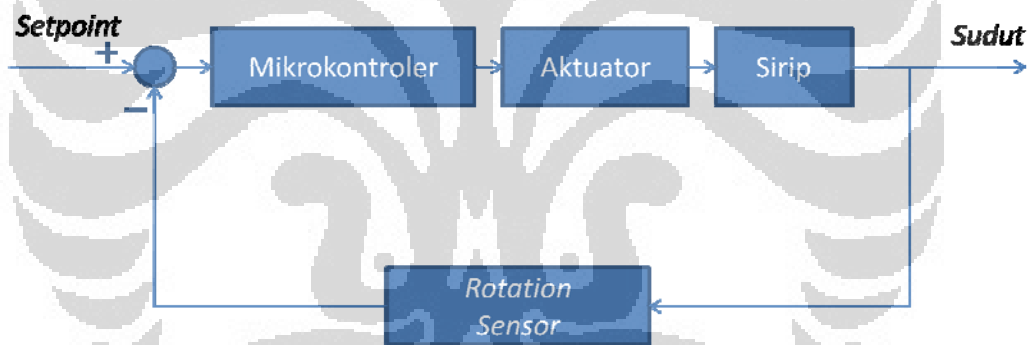 Setpoint
Sudut
+
Mikrokontroler
Aktuator
Sirip
−
Rotation
Sensor